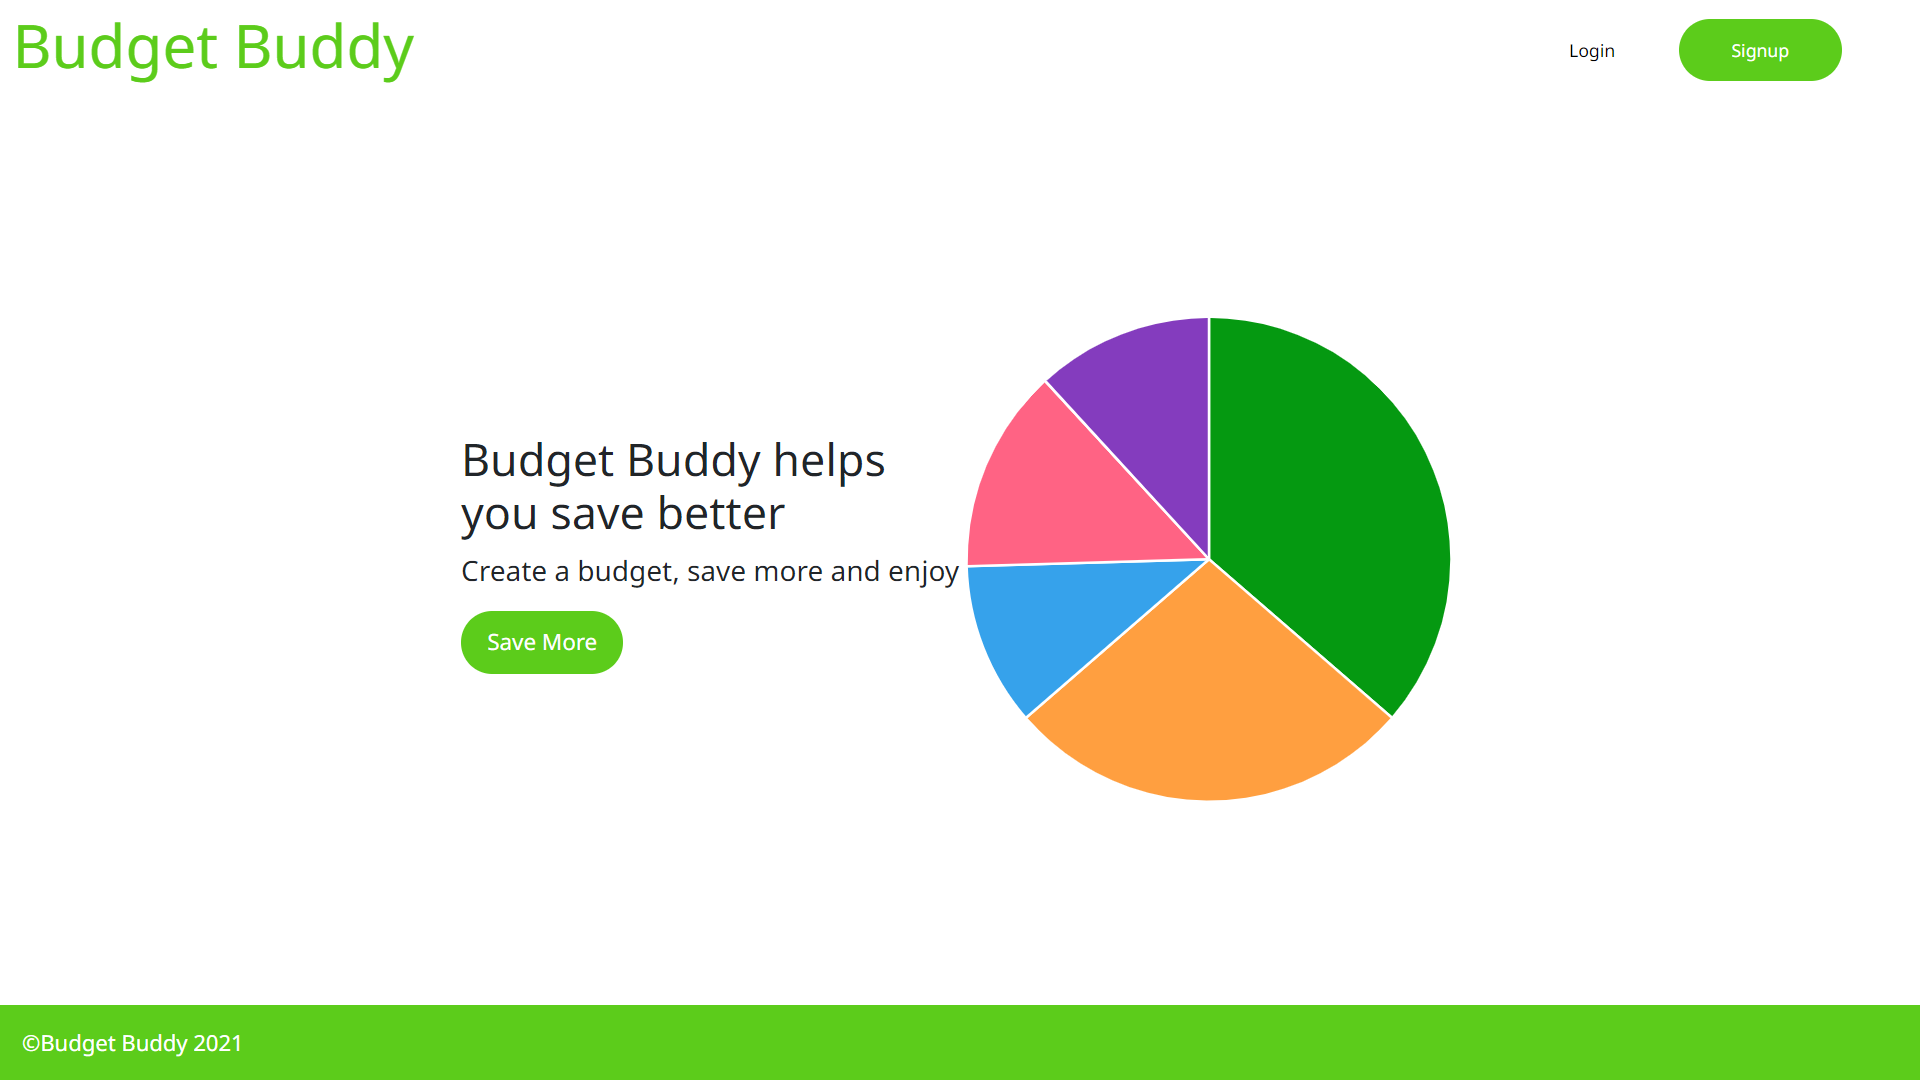 Budget Buddy
Login
Signup
Budget Buddy helps
you save better
Create a budget, save more and enjoy
Save More
©Budget Buddy 2021